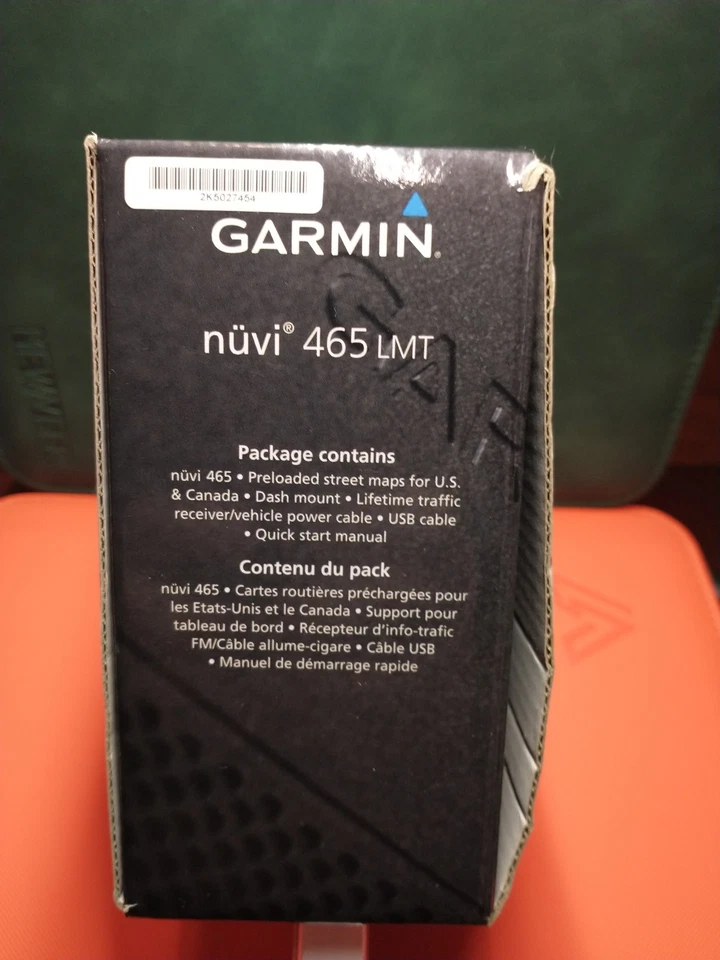 2K5027454
GARMIN®
nüvi® 465 LMT
Package contains
nüvi 465 • Preloaded street maps for U.S.
& Canada • Dash mount • Lifetime traffic
receiver/vehicle power cable • USB cable
• Quick start manual
Contenu du pack
nüvi 465 • Cartes routières préchargées pour
les Etats-Unis et le Canada • Support pour
tableau de bord • Récepteur d'info-trafic
FM/Câble allume-cigare • Câble USB
• Manuel de démarrage rapide